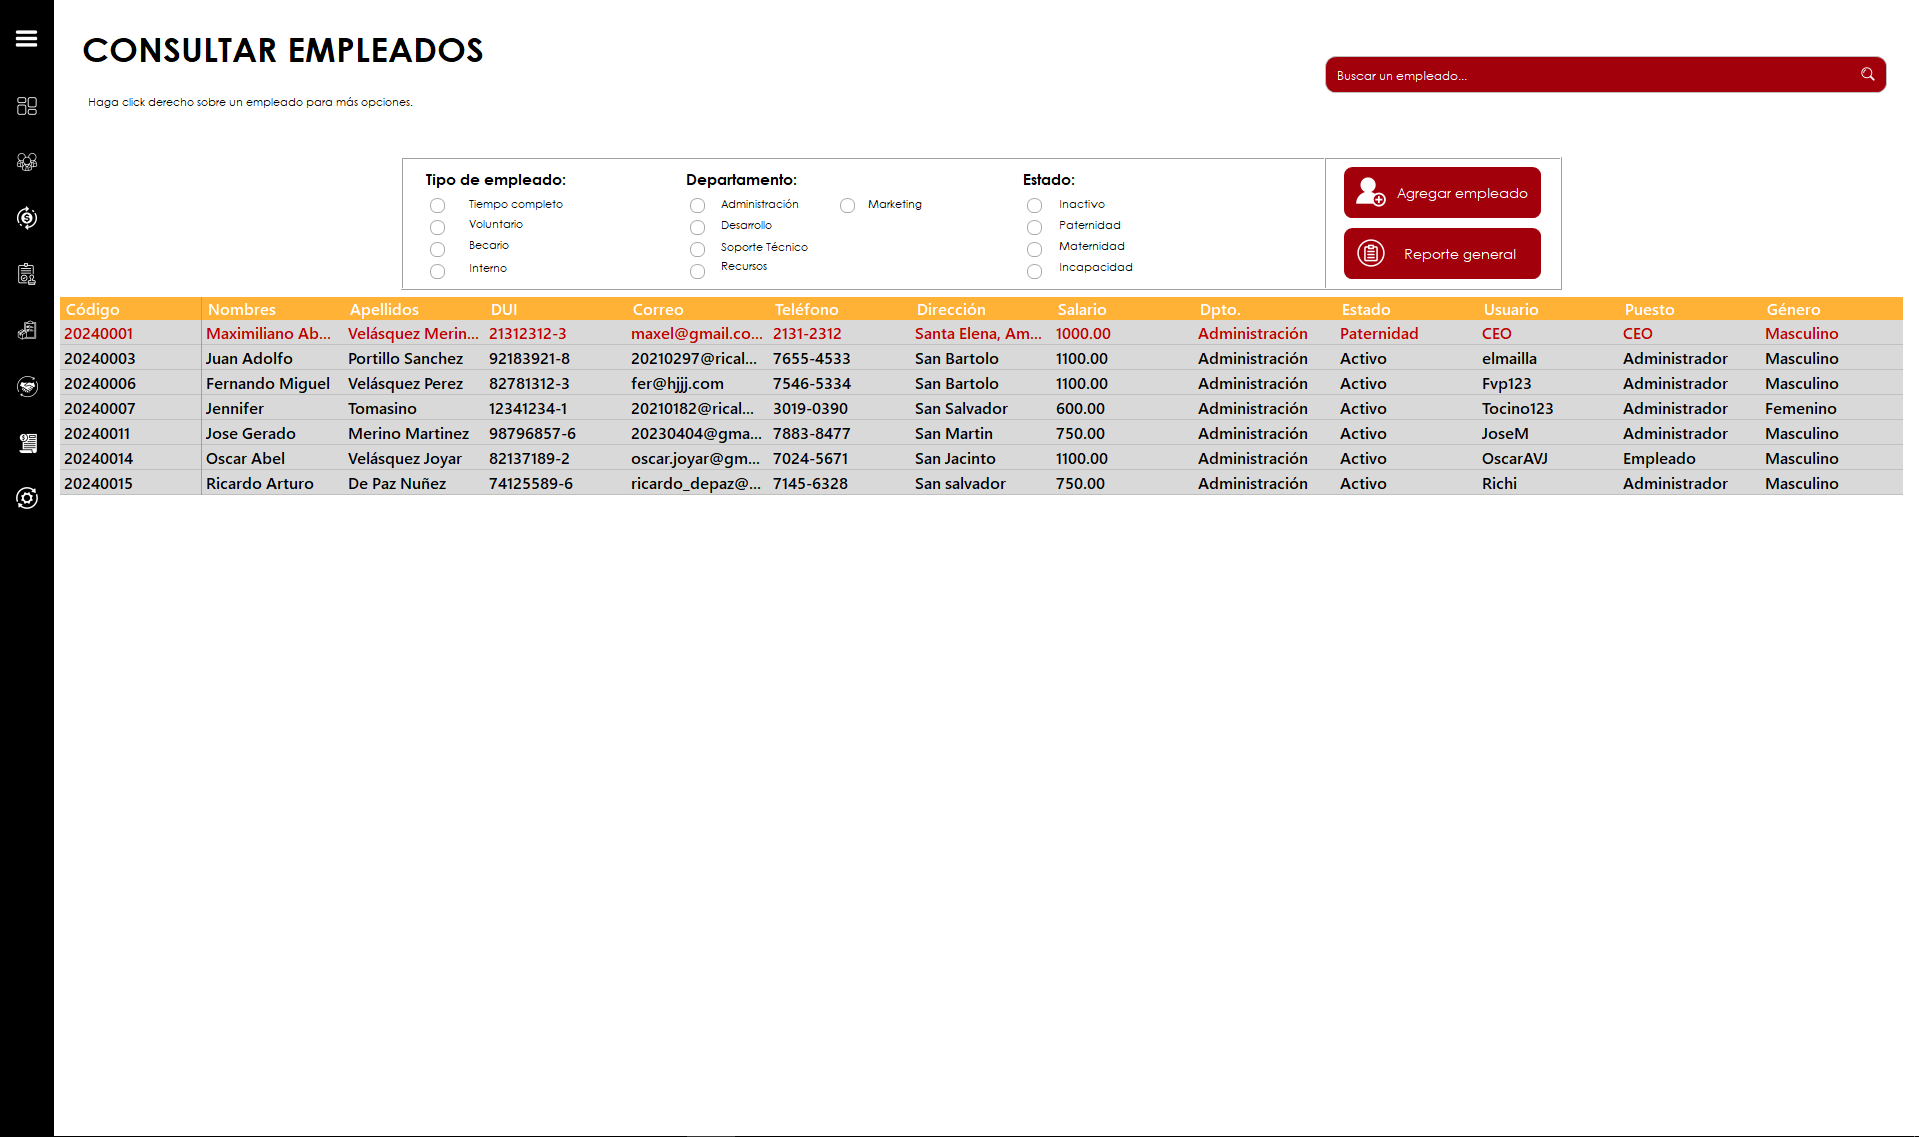 CONSULTAR EMPLEADOS
Buscar un empleado...
Haga click derecho sobre un empleado para más opciones.
Tipo de empleado: Departamento: Estado:
Tiempo completo Administración Marketing Inactivo
Voluntario Desarrollo Paternidad
Becario Soporte Técnico Maternidad
Interno Recursos Incapacidad
Agregar empleado
Reporte general
Código Nombres Apellidos DUI Correo Teléfono Dirección Salario Dpto. Estado Usuario Puesto Género
20240001 Maximiliano Ab... Velásquez Merin... 21312312-3 maxel@gmail.co... 2131-2312 Santa Elena, Am... 1000.00 Administración Paternidad CEO CEO Masculino
20240003 Juan Adolfo Portillo Sanchez 92183921-8 20210297@rical... 7655-4533 San Bartolo 1100.00 Administración Activo elmailla Administrador Masculino
20240006 Fernando Miguel Velásquez Perez 82781312-3 fer@hjjj.com 7546-5334 San Bartolo 1100.00 Administración Activo Fvp123 Administrador Masculino
20240007 Jennifer Tomasino 12341234-1 20210182@rical... 3019-0390 San Salvador 600.00 Administración Activo Tocino123 Administrador Femenino
20240011 Jose Gerado Merino Martinez 98796857-6 20230404@gma... 7883-8477 San Martin 750.00 Administración Activo JoseM Administrador Masculino
20240014 Oscar Abel Velásquez Joyar 82137189-2 oscar.joyar@gm... 7024-5671 San Jacinto 1100.00 Administración Activo OscarAVJ Empleado Masculino
20240015 Ricardo Arturo De Paz Nuñez 74125589-6 ricardo_depaz@... 7145-6328 San salvador 750.00 Administración Activo Richi Administrador Masculino